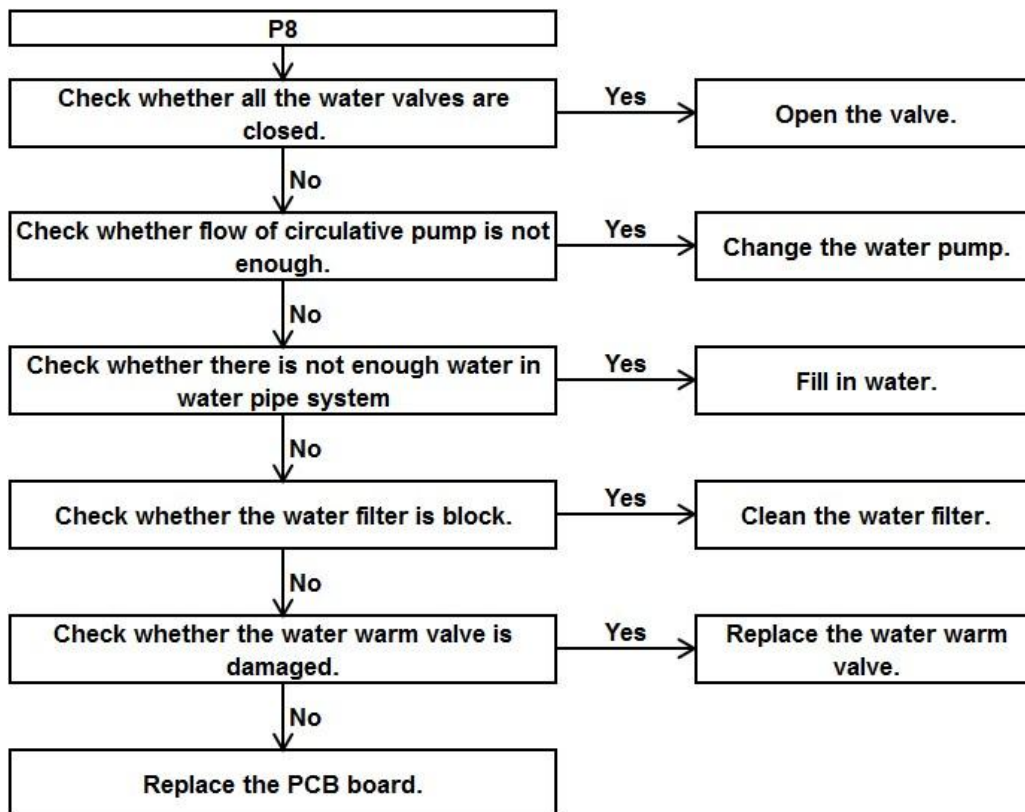 P8
Check whether all the water valves are
closed.
Yes
Open the valve.
No
Check whether flow of circulative pump is not
enough.
Yes
Change the water pump.
No
Check whether there is not enough water in
water pipe system
Yes
Fill in water.
No
Check whether the water filter is block.
Yes
Clean the water filter.
No
Check whether the water warm valve is
damaged.
Yes
Replace the water warm
valve.
No
Replace the PCB board.